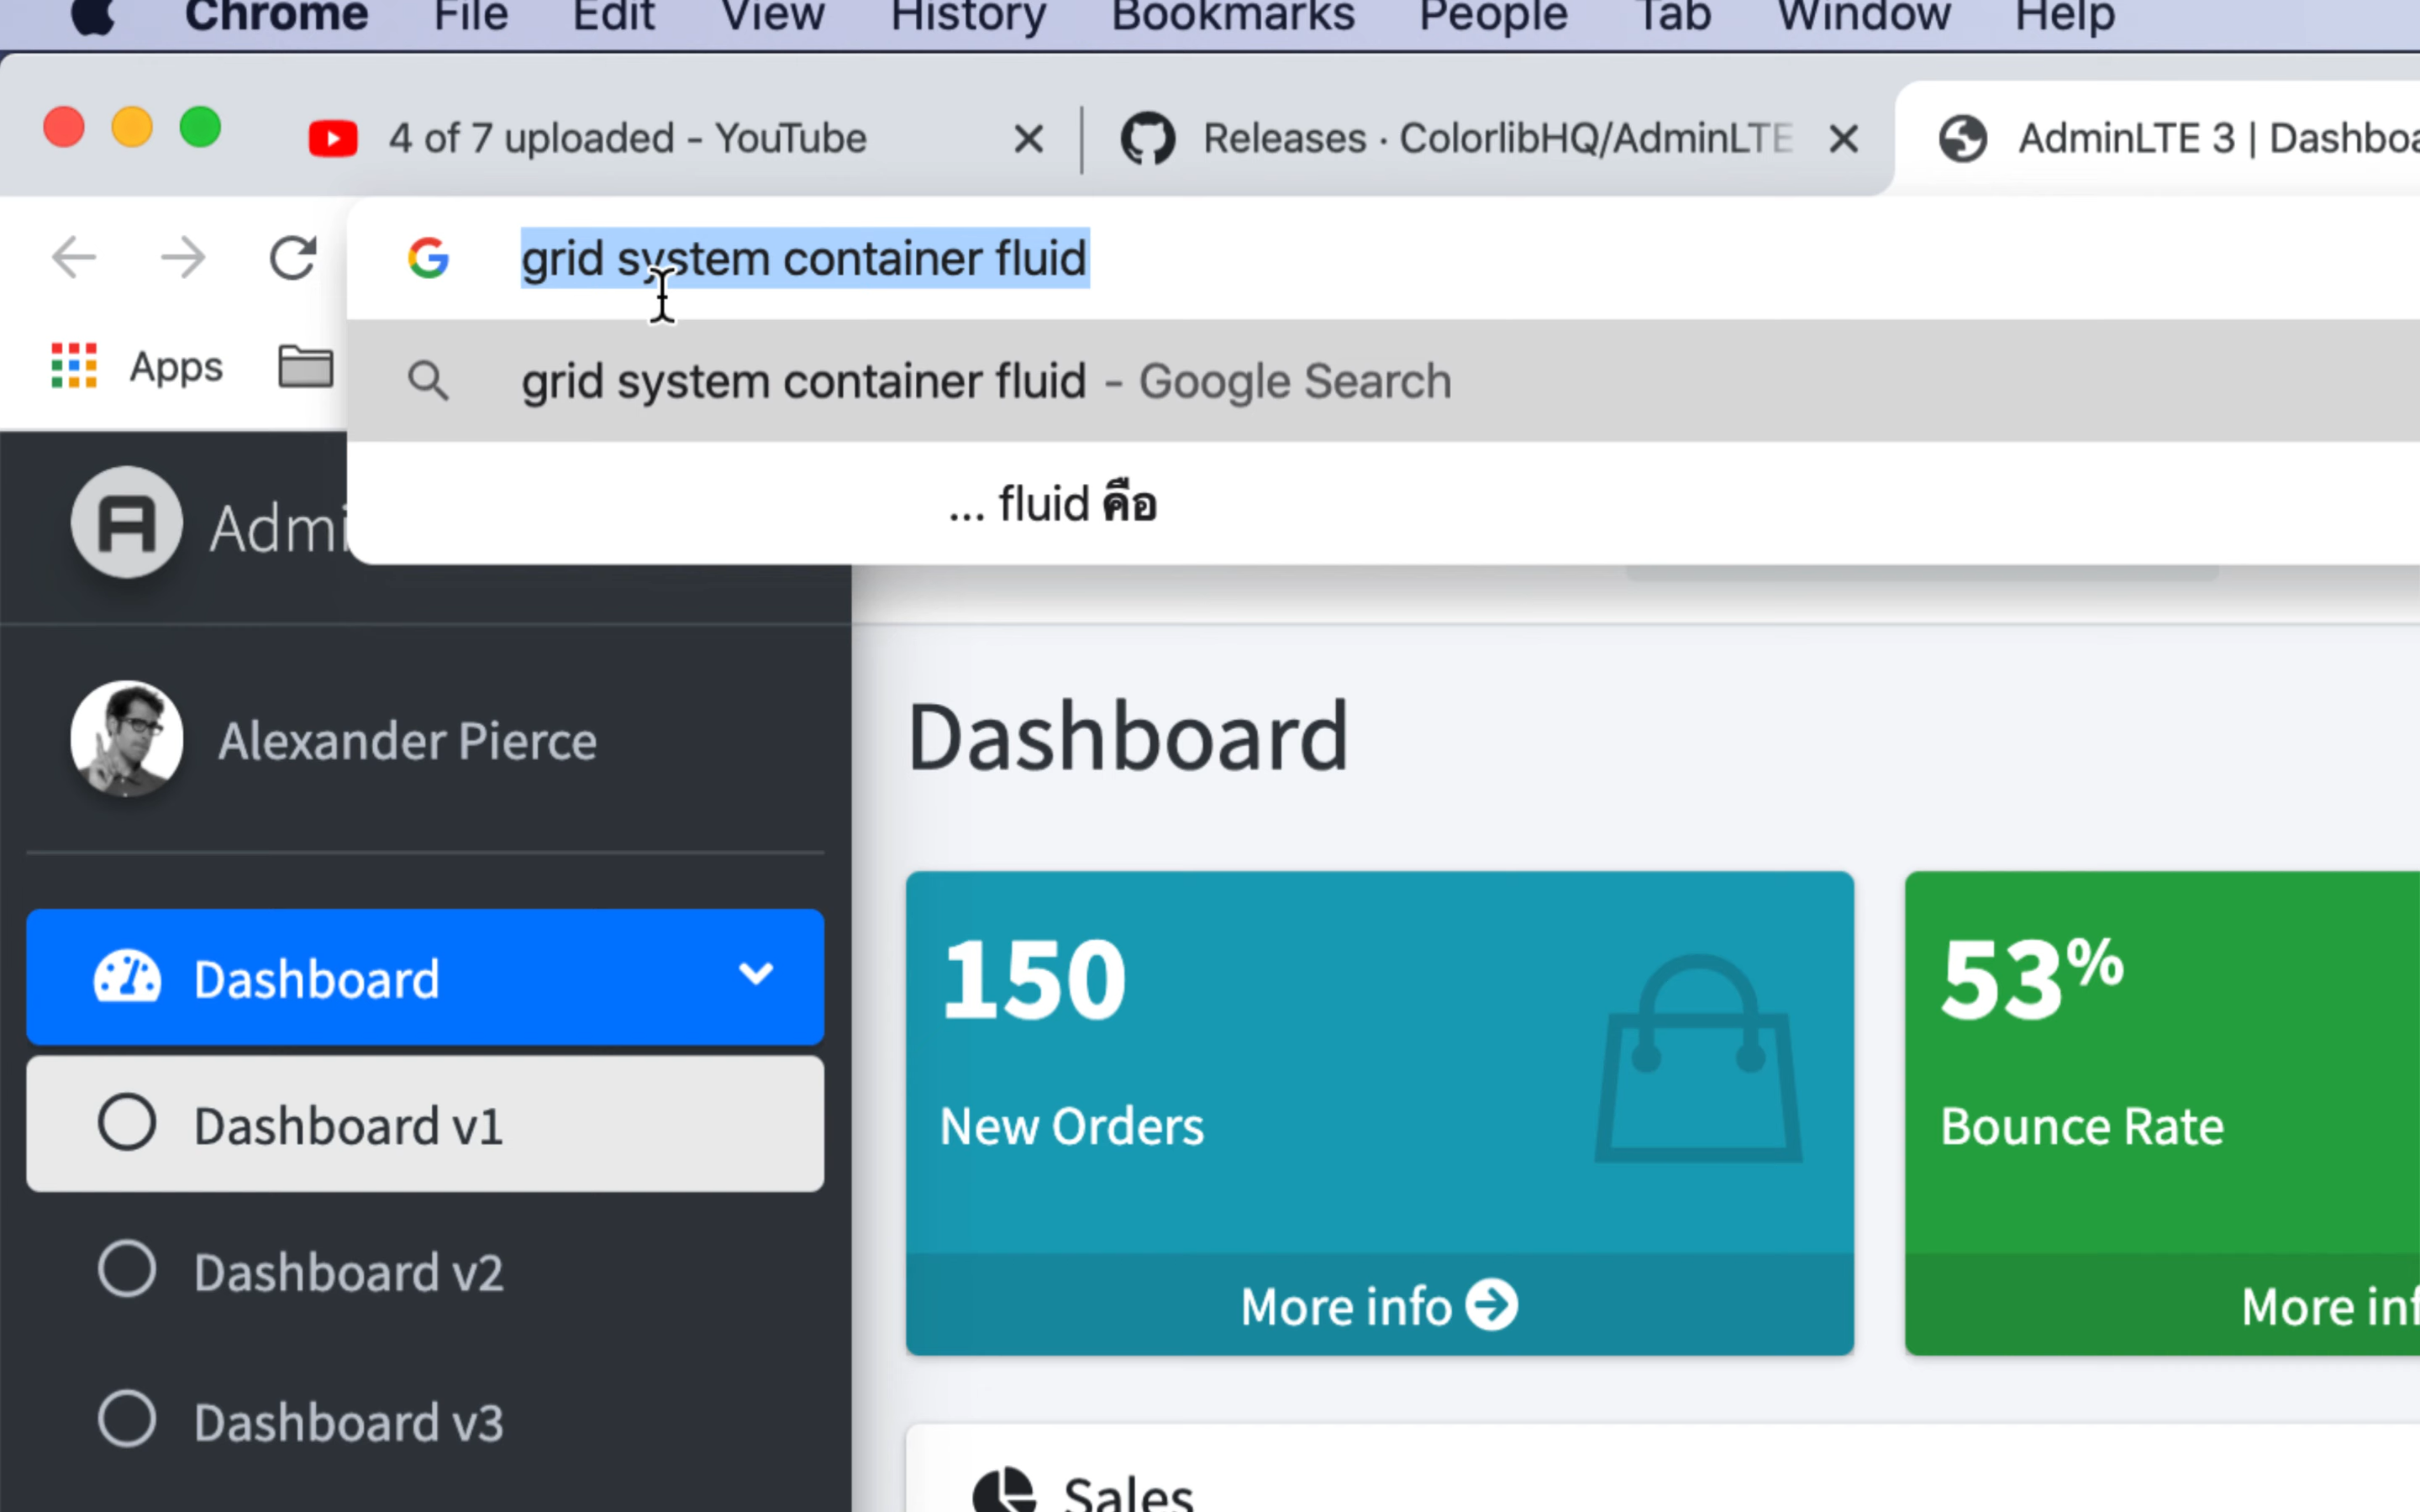 Chrome File Edit View History Bookmarks People Tab Window Help
4 of 7 uploaded - YouTube
Releases · ColorlibHQ/AdminLTE
AdminLTE 3 | Dashboa
grid system container fluid
Apps
grid system container fluid - Google Search
... fluid คือ
Admi
Alexander Pierce
Dashboard
Dashboard
150
New Orders
More info
53%
Bounce Rate
More inf
Dashboard v1
Dashboard v2
Dashboard v3
Sales